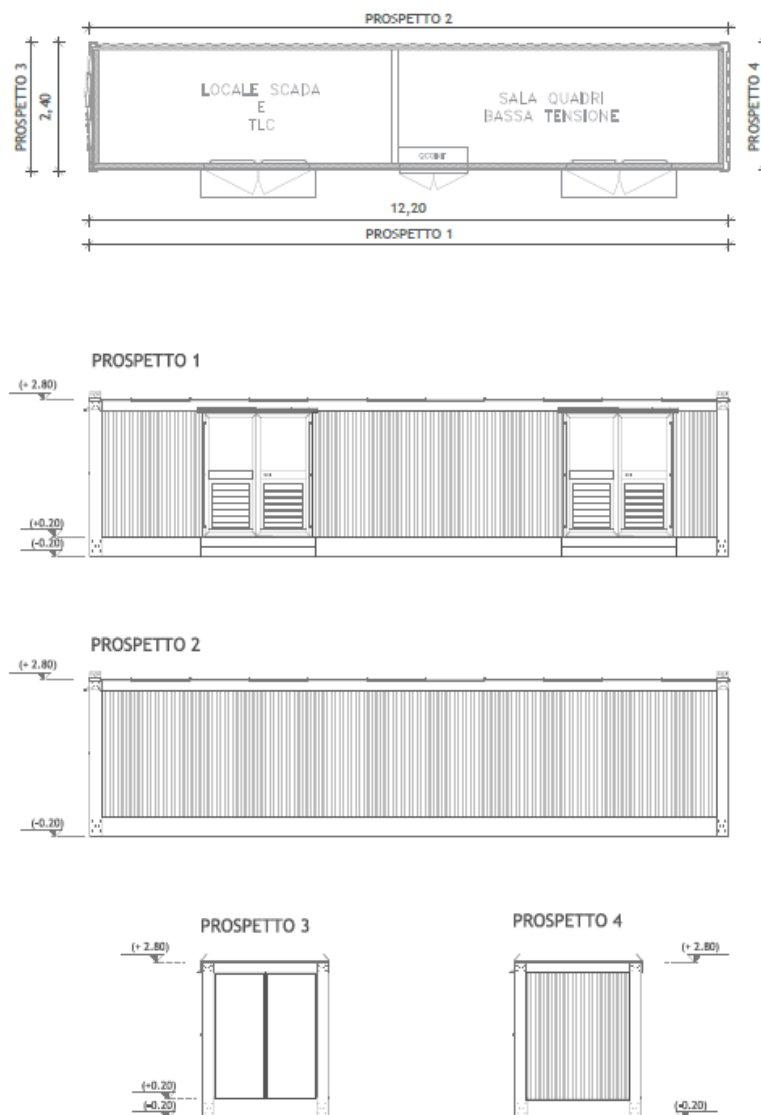 PROSPETTO 2
PROSPETTO 3
2,40
LOCALE SCADA
E
TLC
SALA QUADRI
BASSA TENSIONE
PROSPETTO 4
12,20
PROSPETTO 1
PROSPETTO 1
(+ 2.80)
(+0.20)
(-0.20)
PROSPETTO 2
(+ 2.80)
(-0.20)
PROSPETTO 3
PROSPETTO 4
(+ 2.80)
(+ 2.80)
(+0.20)
(-0.20)
(-0.20)